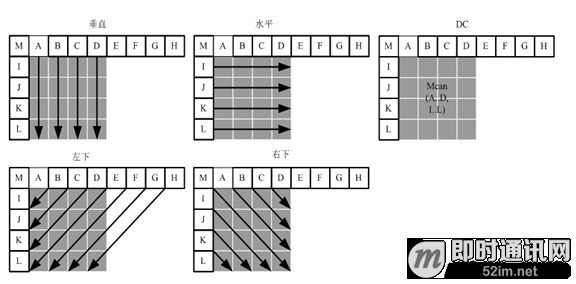 垂直
M A B C D E F G H
I
J
K
L
水平
M A B C D E F G H
I
J
K
L
DC
M A B C D E F G H
I
J
K
L
Mean
(A..D,
I..L)
左下
M A B C D E F G H
I
J
K
L
右下
M A B C D E F G H
I
J
K
L
m 即时通讯网
52im.net